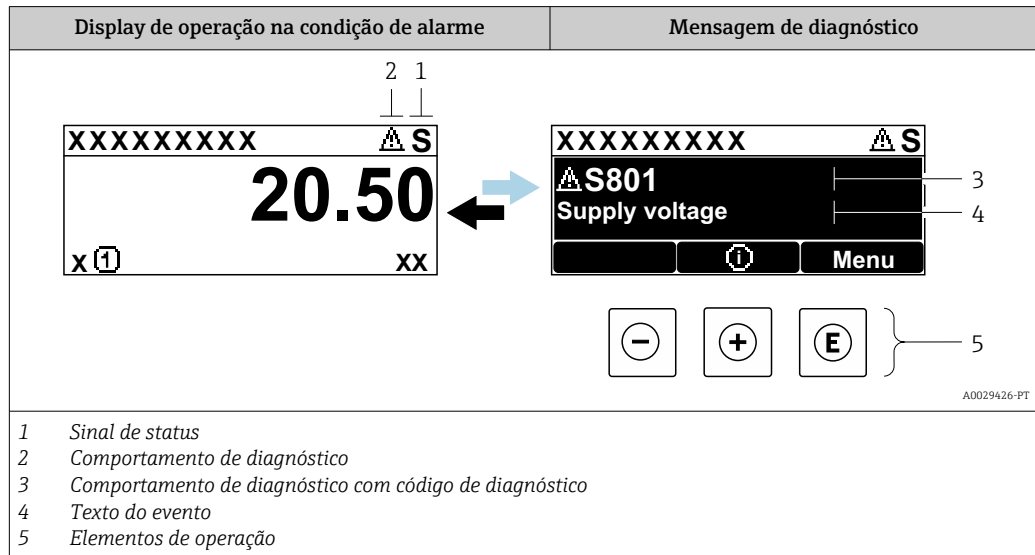 Display de operação na condição de alarme
Mensagem de diagnóstico
2 1
XXXXXXXXX ⚠ S
20.50
x 1 xx
XXXXXXXXX ⚠ S
⚠S801
Supply voltage
i Menu
3
4
- + E
5
A0029426-PT
1 Sinal de status
2 Comportamento de diagnóstico
3 Comportamento de diagnóstico com código de diagnóstico
4 Texto do evento
5 Elementos de operação